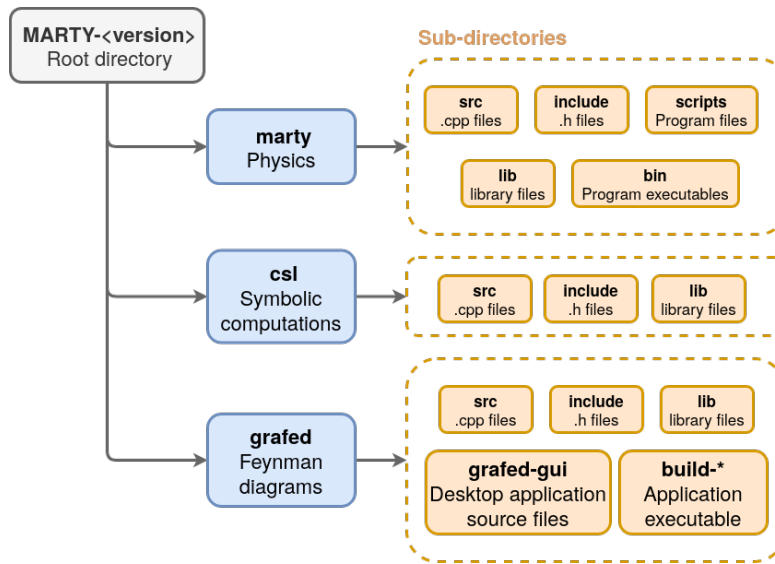 MARTY-<version>
Root directory
Sub-directories
marty
Physics
src
.cpp files
include
.h files
scripts
Program files
lib
library files
bin
Program executables
csl
Symbolic
computations
src
.cpp files
include
.h files
lib
library files
grafed
Feynman
diagrams
src
.cpp files
include
.h files
lib
library files
grafed-gui
Desktop application
source files
build-*
Application
executable